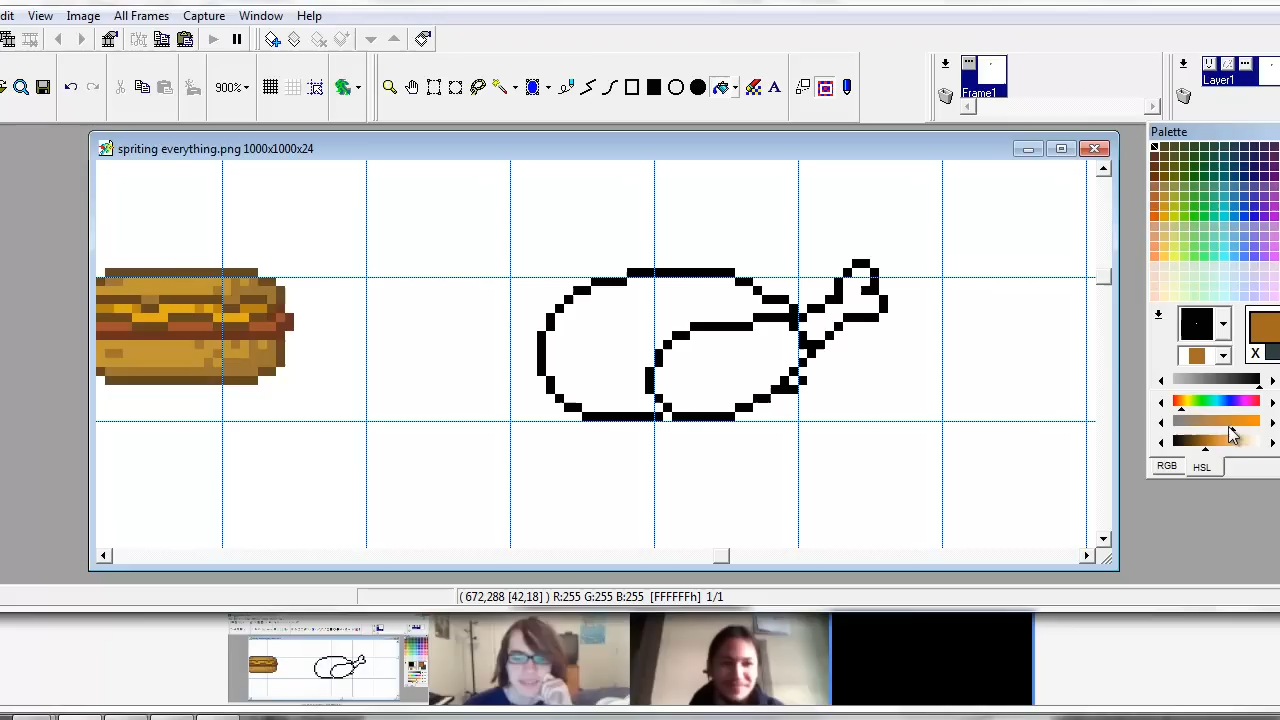 dit View Image All Frames Capture Window Help
900%
A
Frame1
Layer1
spriting everything.png 1000x1000x24
Palette
X
RGB HSL
( 672,288 [42,18] ) R:255 G:255 B:255 [FFFFFFh] 1/1